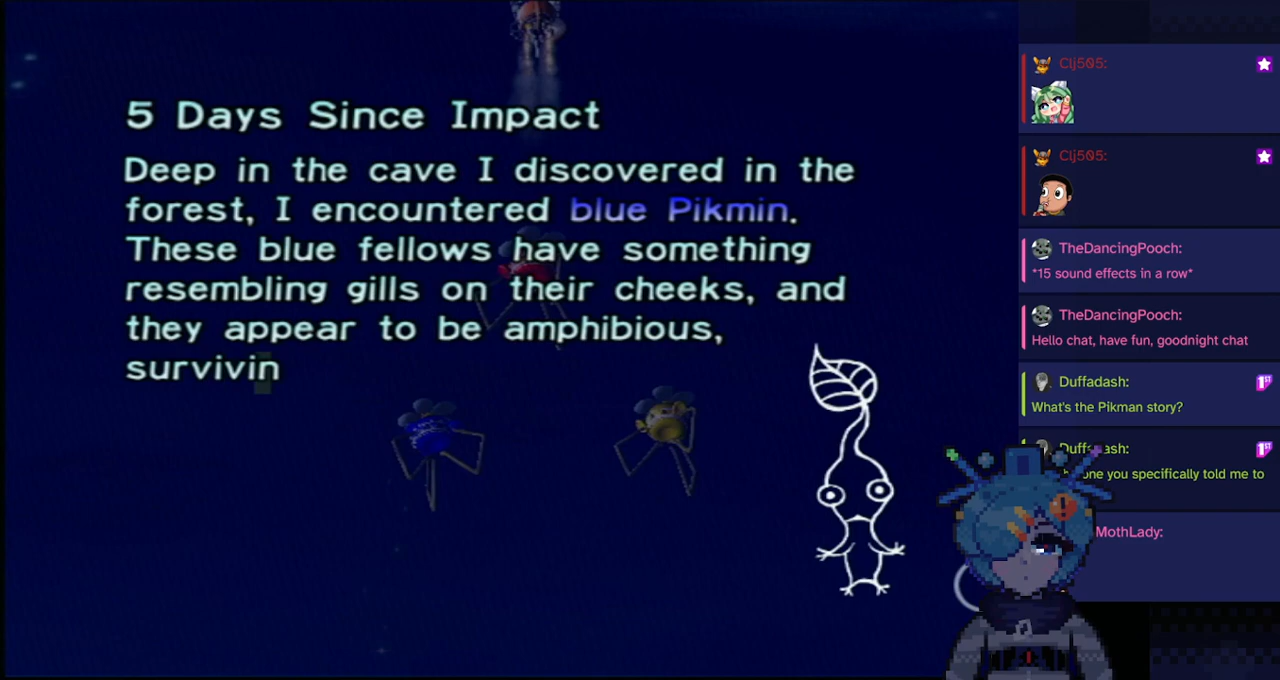 5 Days Since Impact
Deep in the cave I discovered in the
forest, I encountered blue Pikmin.
These blue fellows have something
resembling gills on their cheeks, and
they appear to be amphibious,
survivin
Clj505:
Clj505:
TheDancingPooch:
*15 sound effects in a row*
TheDancingPooch:
Hello chat, have fun, goodnight chat
Duffadash:
What's the Pikman story?
Duffadash:
one you specifically told me to
MothLady: